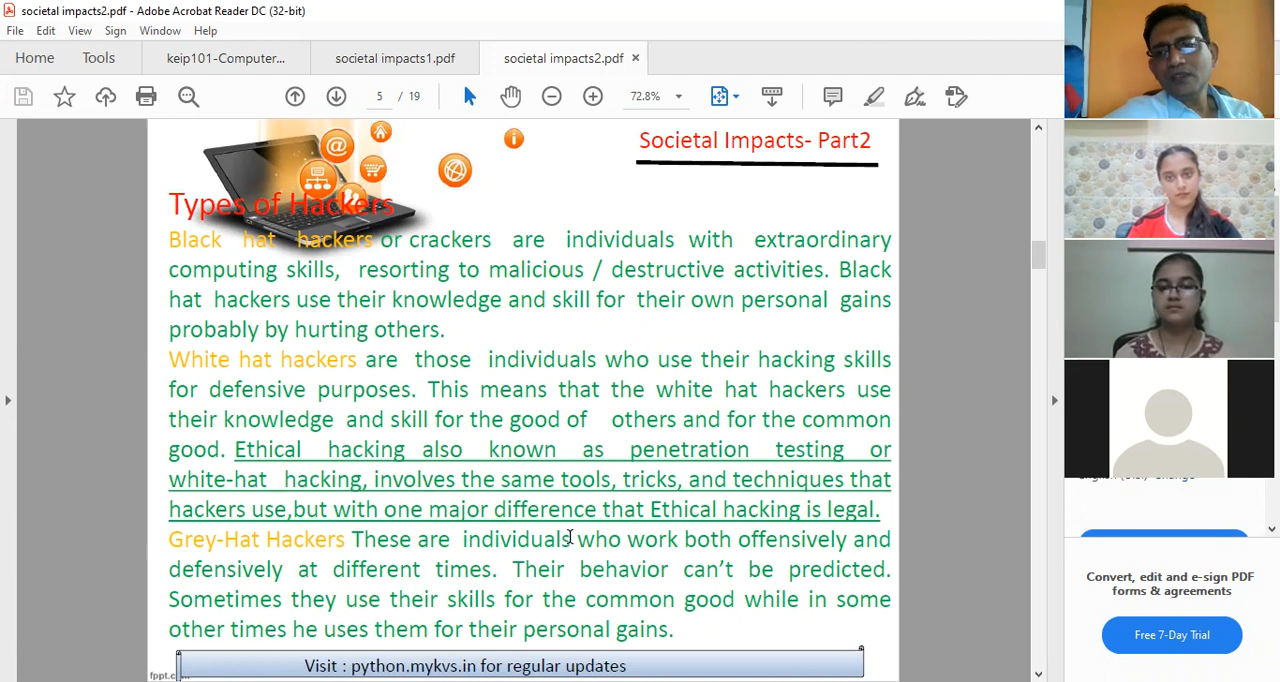 societal impacts2.pdf - Adobe Acrobat Reader DC (32-bit)
File Edit View Sign Window Help
Home Tools keip101-Computer... societal impacts1.pdf societal impacts2.pdf ×
5 / 19 72.8%
Societal Impacts- Part2
Types of Hackers
Black hat hackers or crackers are individuals with extraordinary
computing skills, resorting to malicious / destructive activities. Black
hat hackers use their knowledge and skill for their own personal gains
probably by hurting others.
White hat hackers are those individuals who use their hacking skills
for defensive purposes. This means that the white hat hackers use
their knowledge and skill for the good of others and for the common
good. Ethical hacking also known as penetration testing or
white-hat hacking, involves the same tools, tricks, and techniques that
hackers use,but with one major difference that Ethical hacking is legal.
Grey-Hat Hackers These are individuals who work both offensively and
defensively at different times. Their behavior can't be predicted.
Sometimes they use their skills for the common good while in some
other times he uses them for their personal gains.
Visit : python.mykvs.in for regular updates
Convert, edit and e-sign PDF
forms & agreements
Free 7-Day Trial